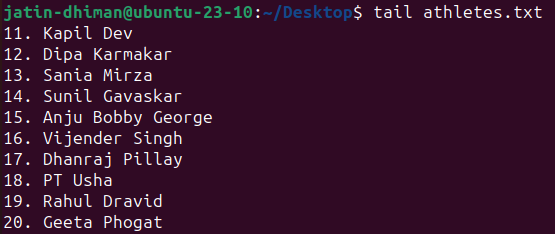 jatin-dhiman@ubuntu-23-10:~/Desktop$ tail athletes.txt
11. Kapil Dev
12. Dipa Karmakar
13. Sania Mirza
14. Sunil Gavaskar
15. Anju Bobby George
16. Vijender Singh
17. Dhanraj Pillay
18. PT Usha
19. Rahul Dravid
20. Geeta Phogat